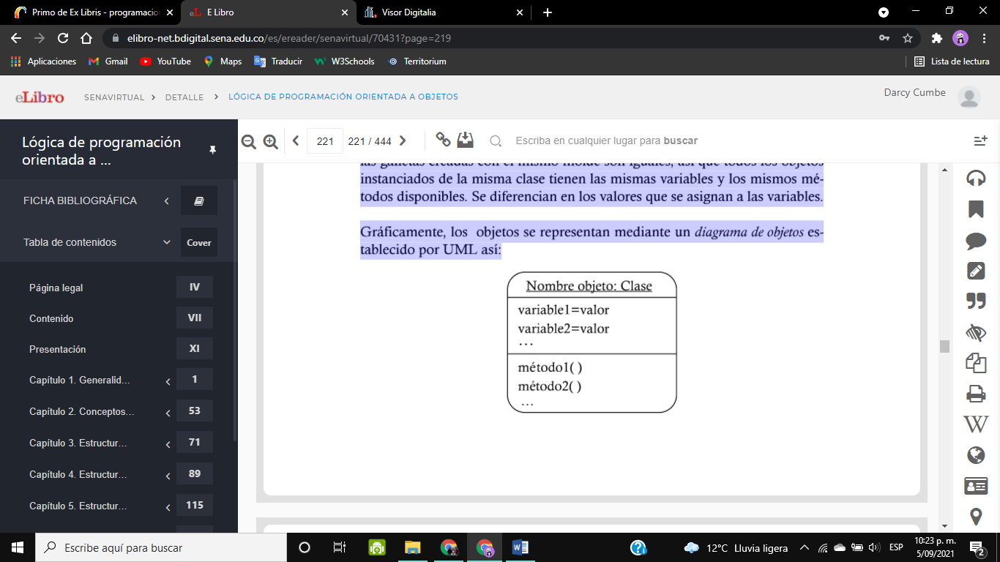 Primo de Ex Libris - programacio
E Libro
Visor Digitalia
elibro-net.bdigital.sena.edu.co/es/ereader/senavirtual/70431?page=219
Aplicaciones
Gmail
YouTube
Maps
Traducir
W3Schools
Territorium
Lista de lectura
eLibro
SENAVIRTUAL > DETALLE > LÓGICA DE PROGRAMACIÓN ORIENTADA A OBJETOS
Darcy Cumbe
Lógica de programación
orientada a ...
221
221 / 444
Escriba en cualquier lugar para buscar
FICHA BIBLIOGRÁFICA
Tabla de contenidos
Cover
Página legal IV
Contenido VII
Presentación XI
Capítulo 1. Generalid... 1
Capítulo 2. Conceptos... 53
Capítulo 3. Estructur... 71
Capítulo 4. Estructur... 89
Capítulo 5. Estructur... 115
las galletas creadas con el mismo molde son iguales, así que todos los objetos
instanciados de la misma clase tienen las mismas variables y los mismos mé-
todos disponibles. Se diferencian en los valores que se asignan a las variables.
Gráficamente, los objetos se representan mediante un diagrama de objetos es-
tablecido por UML así:
Nombre objeto: Clase
variable1=valor
variable2=valor
...
método1( )
método2( )
...
W
Escribe aquí para buscar
12°C Lluvia ligera
ESP
10:23 p. m.
5/09/2021
2